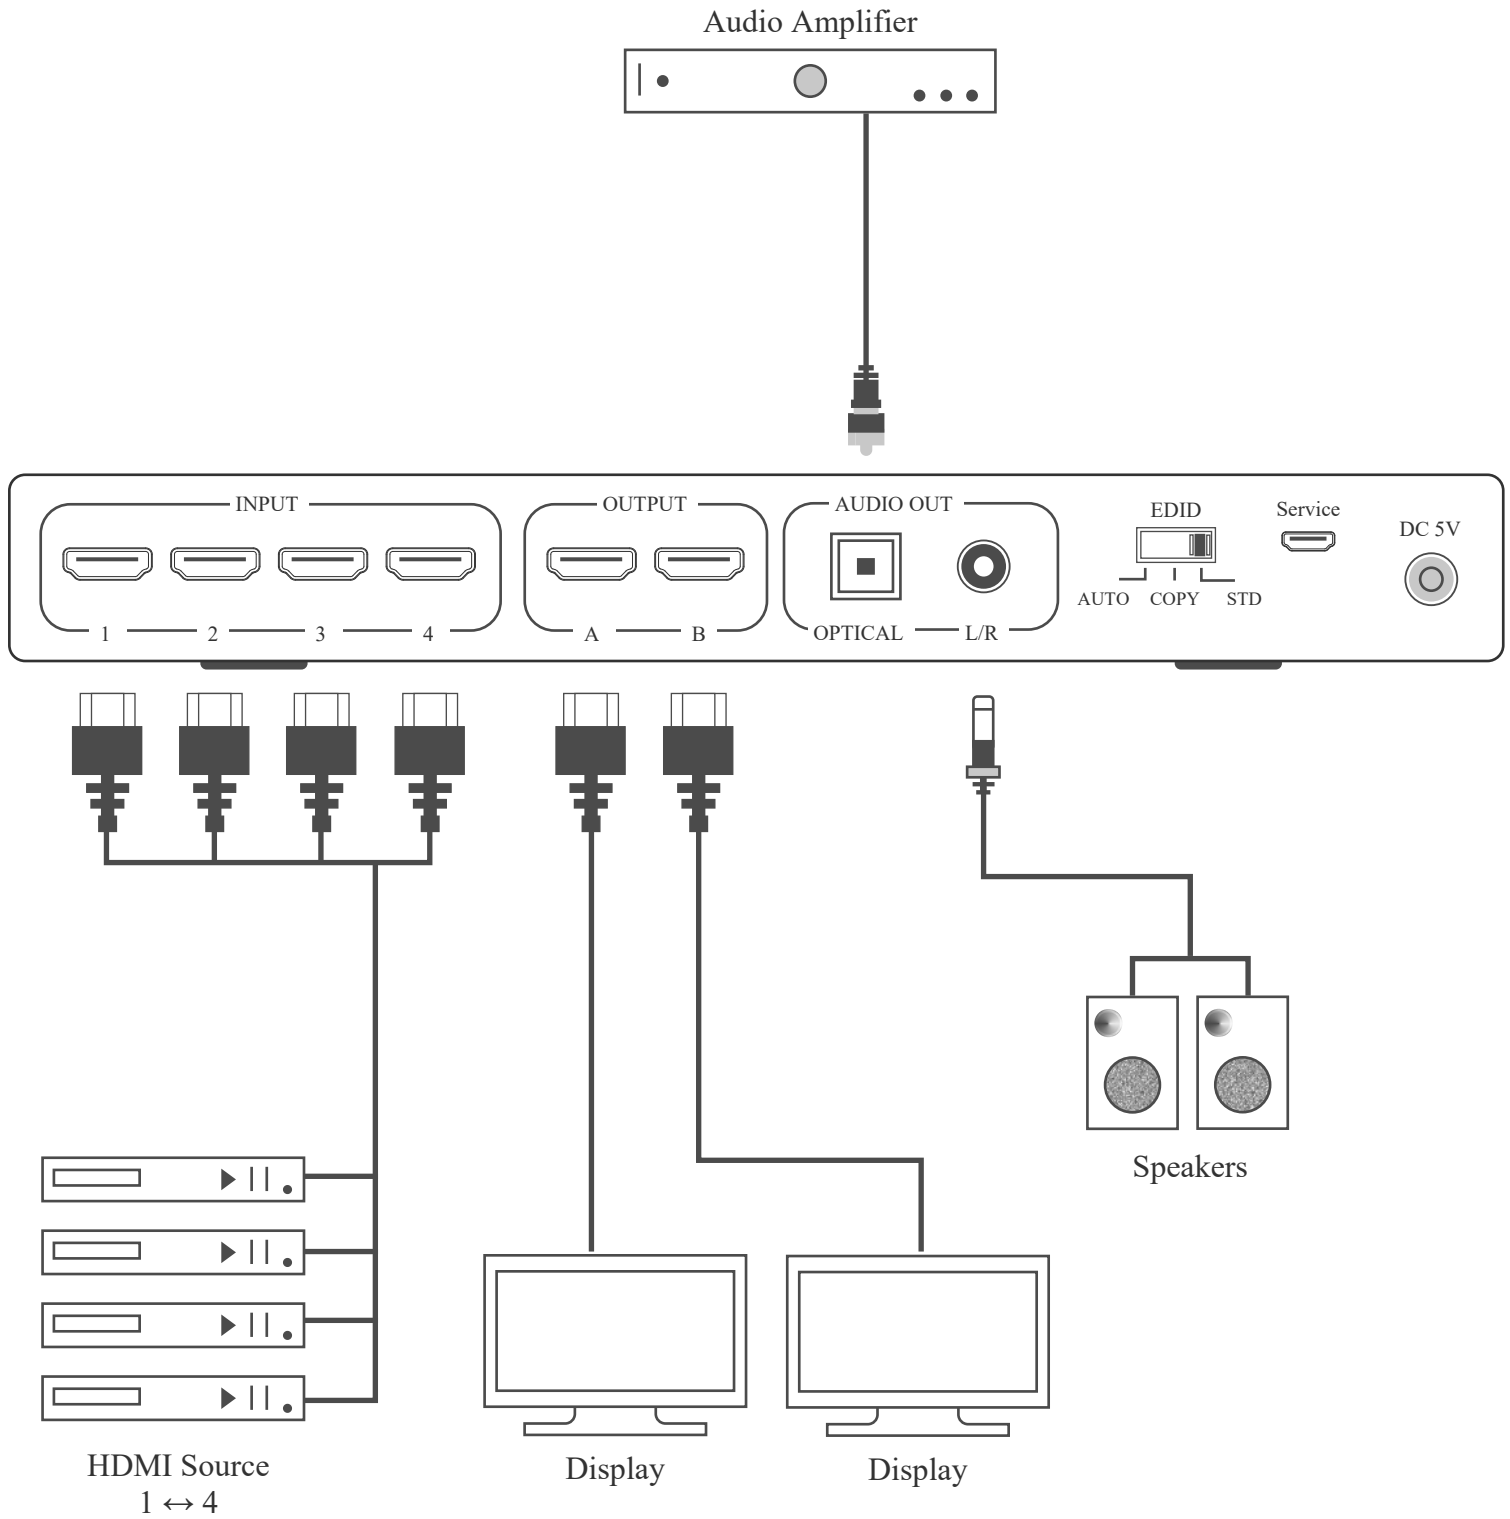 Audio Amplifier
INPUT
OUTPUT
AUDIO OUT
EDID
Service
DC 5V
AUTO
COPY
STD
1
2
3
4
A
B
OPTICAL
L/R
Speakers
HDMI Source
1 ↔ 4
Display
Display